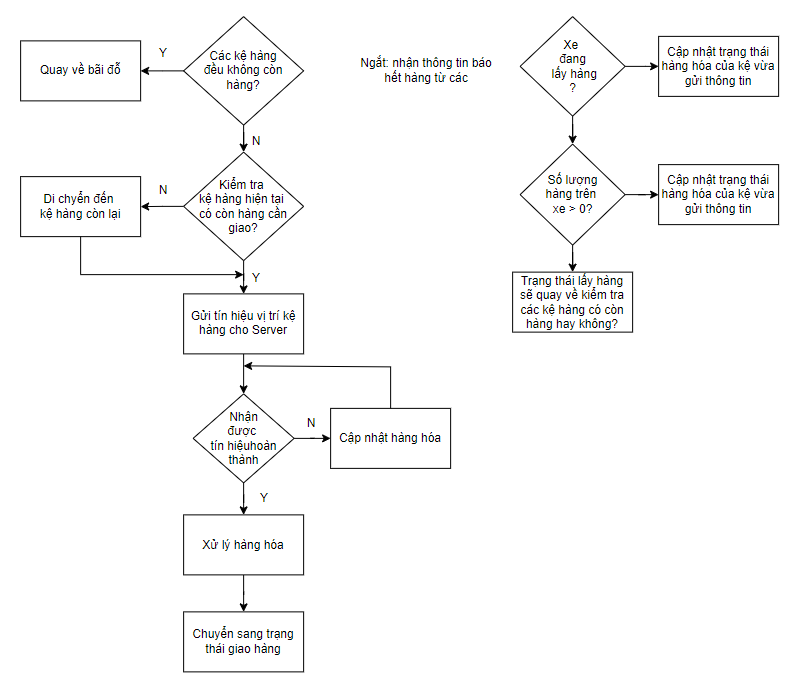 Các kệ hàng
đều không còn
hàng?
Y
Quay về bãi đỗ
N
Kiểm tra
kệ hàng hiện tại
có còn hàng cần
giao?
N
Di chyển đến
kệ hàng còn lại
Y
Gửi tín hiệu vị trí kệ
hàng cho Server
Nhận
được
tín hiệuhoàn
thành
N
Cập nhật hàng hóa
Y
Xử lý hàng hóa
Chuyển sang trạng
thái giao hàng
Ngắt: nhận thông tin báo
hết hàng từ các
Xe
đang
lấy hàng
?
Cập nhật trạng thái
hàng hóa của kệ vừa
gửi thông tin
Số lượng
hàng trên
xe > 0?
Cập nhật trạng thái
hàng hóa của kệ vừa
gửi thông tin
Trạng thái lấy hàng
sẽ quay về kiểm tra
các kệ hàng có còn
hàng hay không?